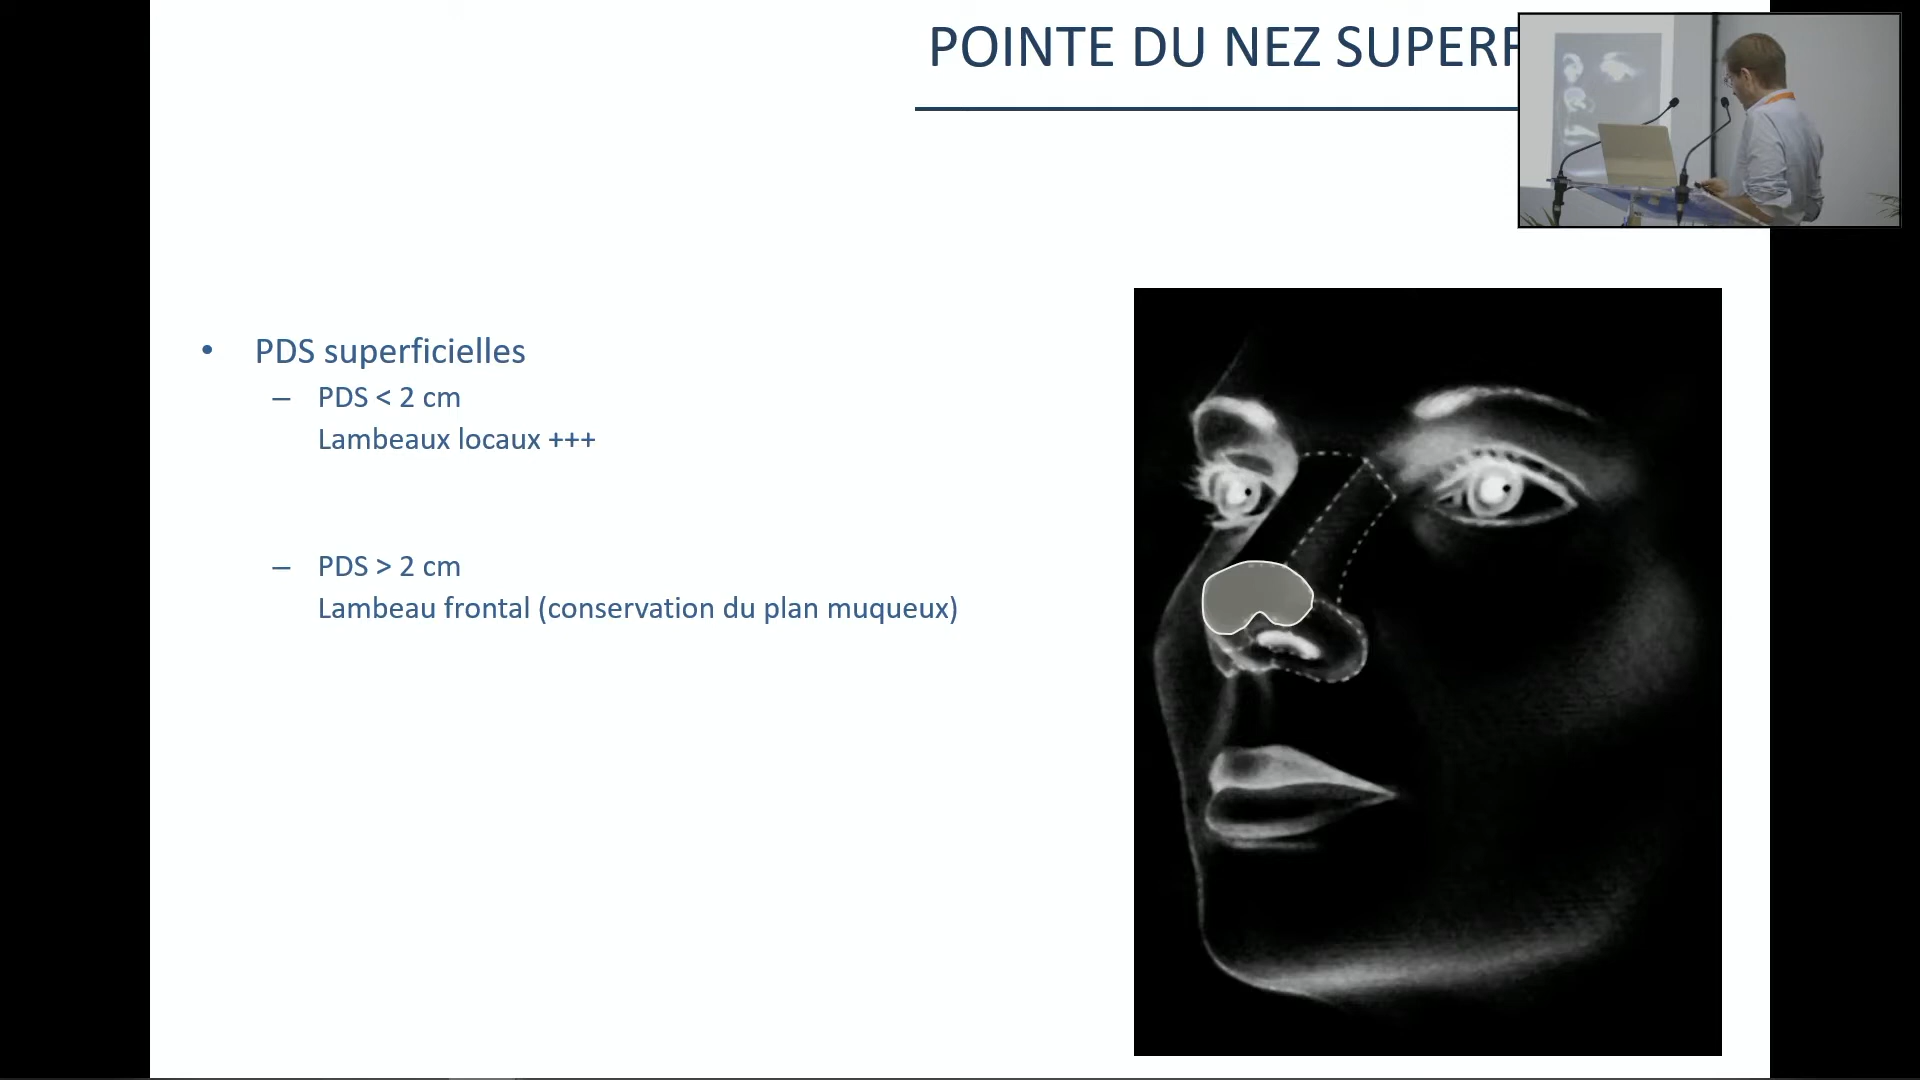 POINTE DU NEZ SUPERF
• PDS superficielles
– PDS < 2 cm
Lambeaux locaux +++
– PDS > 2 cm
Lambeau frontal (conservation du plan muqueux)